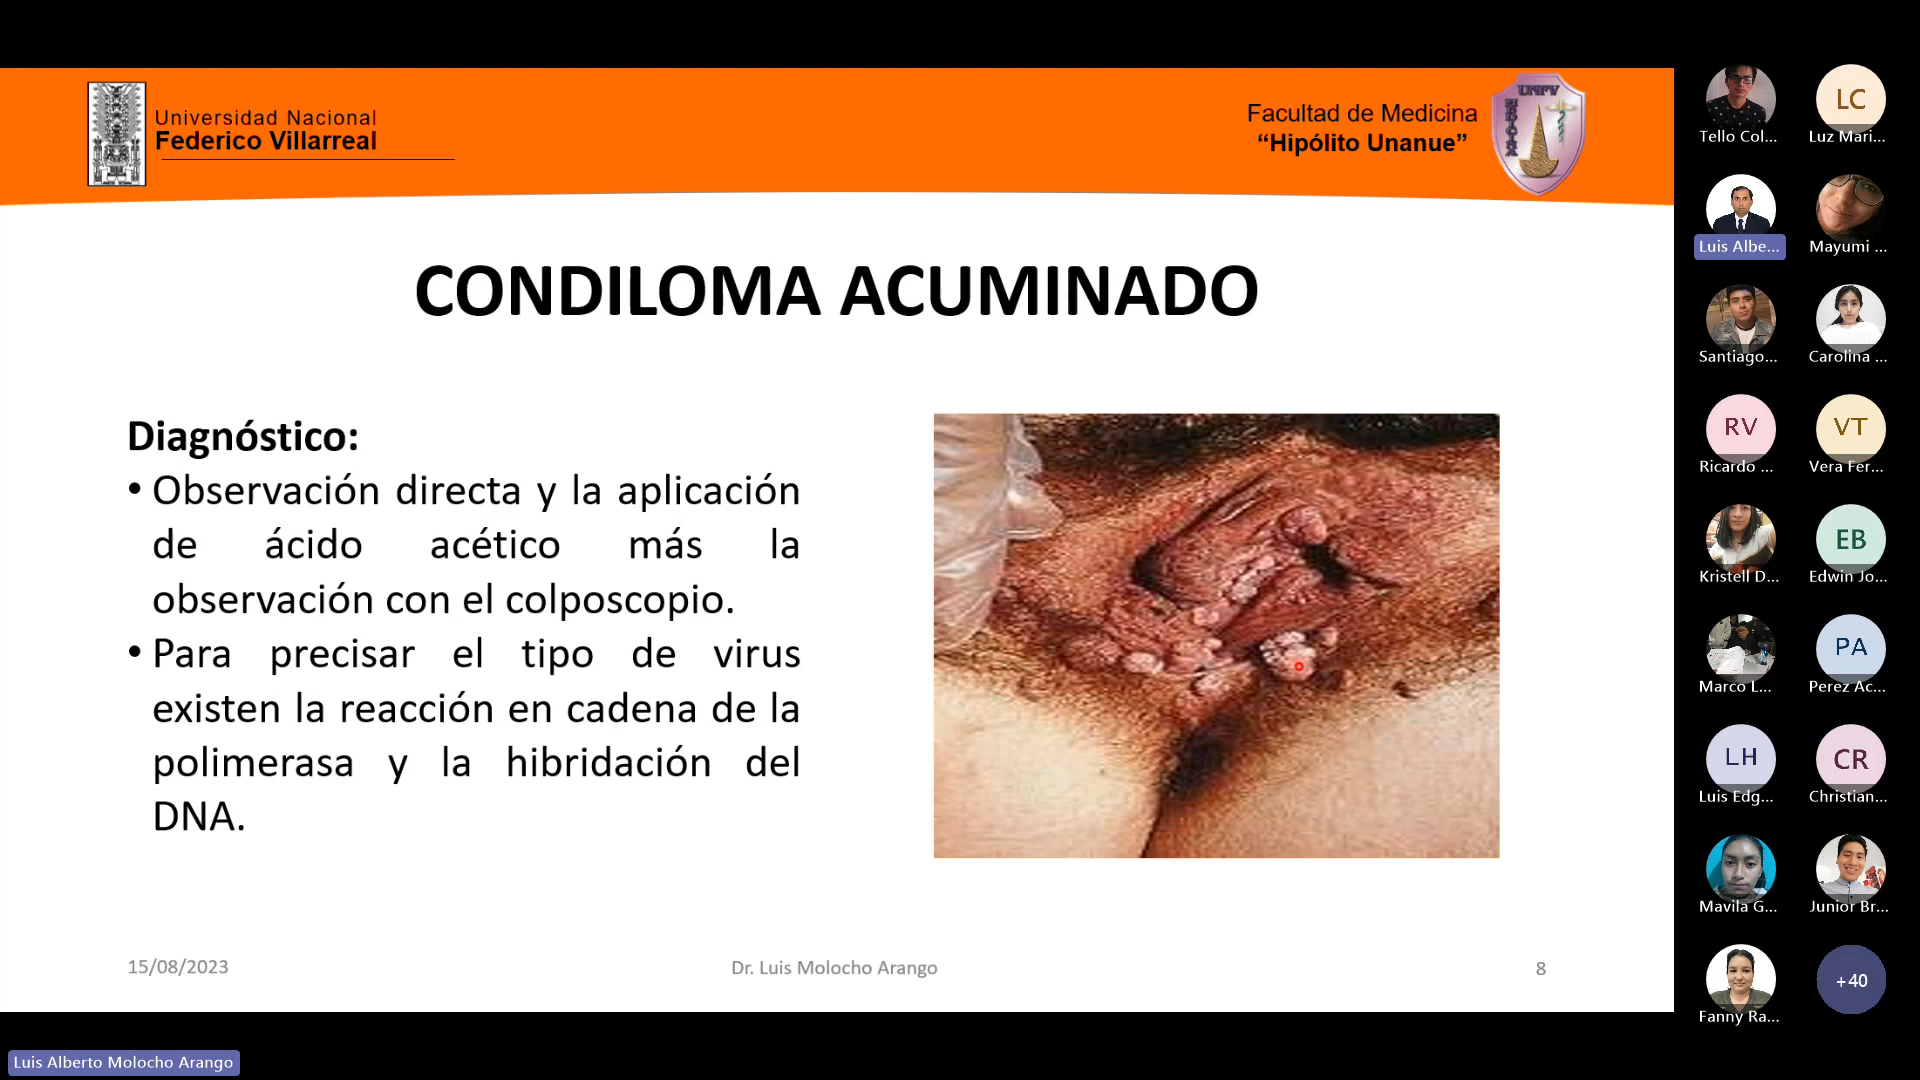 Universidad Nacional
Federico Villarreal
Facultad de Medicina
“Hipólito Unanue”
UNFV
CONDILOMA ACUMINADO
Diagnóstico:
• Observación directa y la aplicación
de ácido acético más la
observación con el colposcopio.
• Para precisar el tipo de virus
existen la reacción en cadena de la
polimerasa y la hibridación del
DNA.
15/08/2023
Dr. Luis Molocho Arango
8
Tello Col...
LC
Luz Mari...
Luis Albe...
Mayumi ...
Santiago...
Carolina ...
RV
Ricardo ...
VT
Vera Fer...
Kristell D...
EB
Edwin Jo...
Marco L...
PA
Perez Ac...
LH
Luis Edg...
CR
Christian...
Mavila G...
Junior Br...
Fanny Ra...
+40
Luis Alberto Molocho Arango